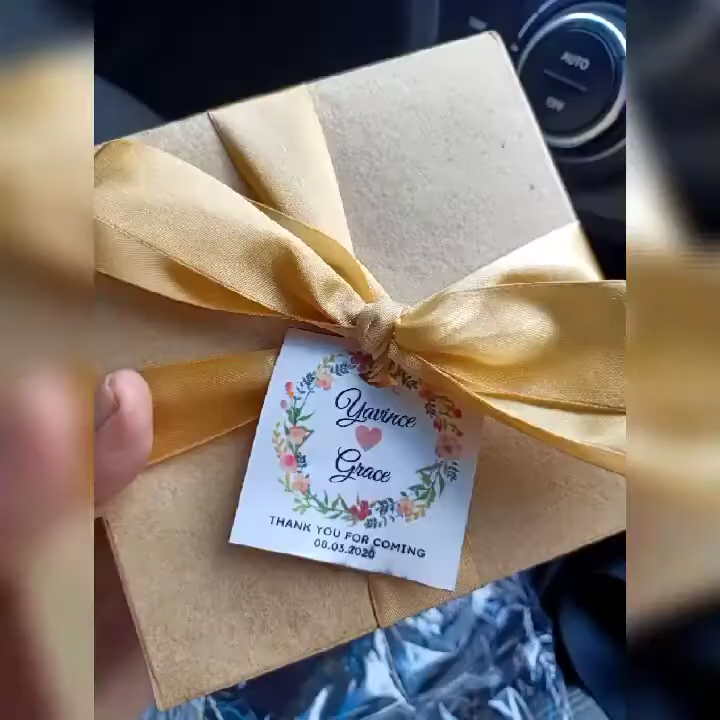 AUTO
OFF
Yavince
Grace
THANK YOU FOR COMING
08.03.2020